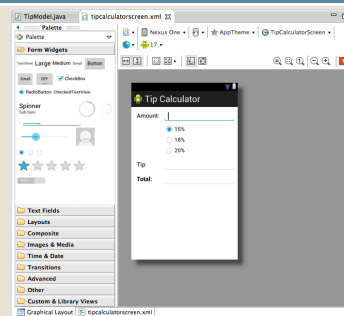 TipModel.java
tipcalculatorscreen.xml
Palette
Palette
Form Widgets
TextView Large Medium Small Button
Small OFF CheckBox
RadioButton CheckedTextView
Spinner
Sub Item
Text Fields
Layouts
Composite
Images & Media
Time & Date
Transitions
Advanced
Other
Custom & Library Views
Graphical Layout
tipcalculatorscreen.xml
Nexus One
AppTheme
TipCalculatorScreen
17
Tip Calculator
Amount:
15%
18%
20%
Tip:
Total: